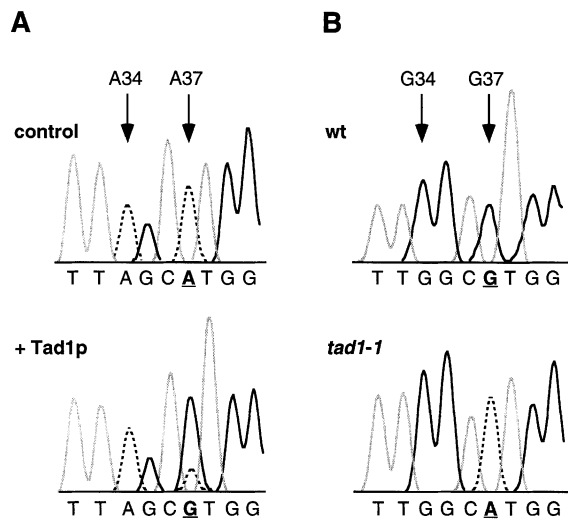 A
A34 A37
control
T T A G C A T G G
+ Tad1p
T T A G C G T G G
B
G34 G37
wt
T T G G C G T G G
tad1-1
T T G G C A T G G